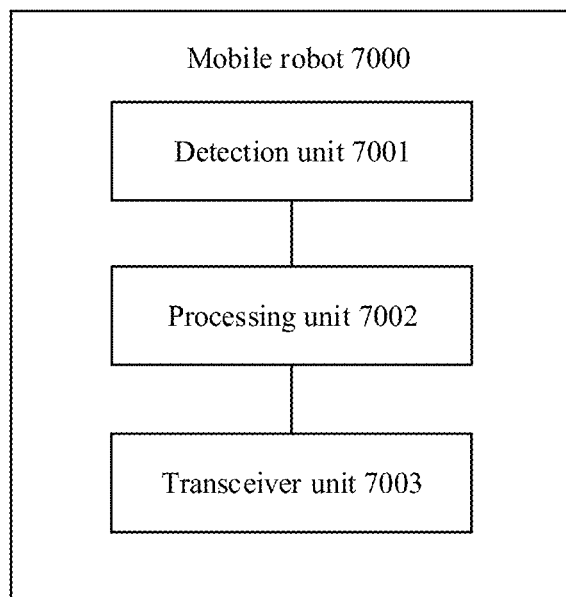 Mobile robot 7000
Detection unit 7001
Processing unit 7002
Transceiver unit 7003